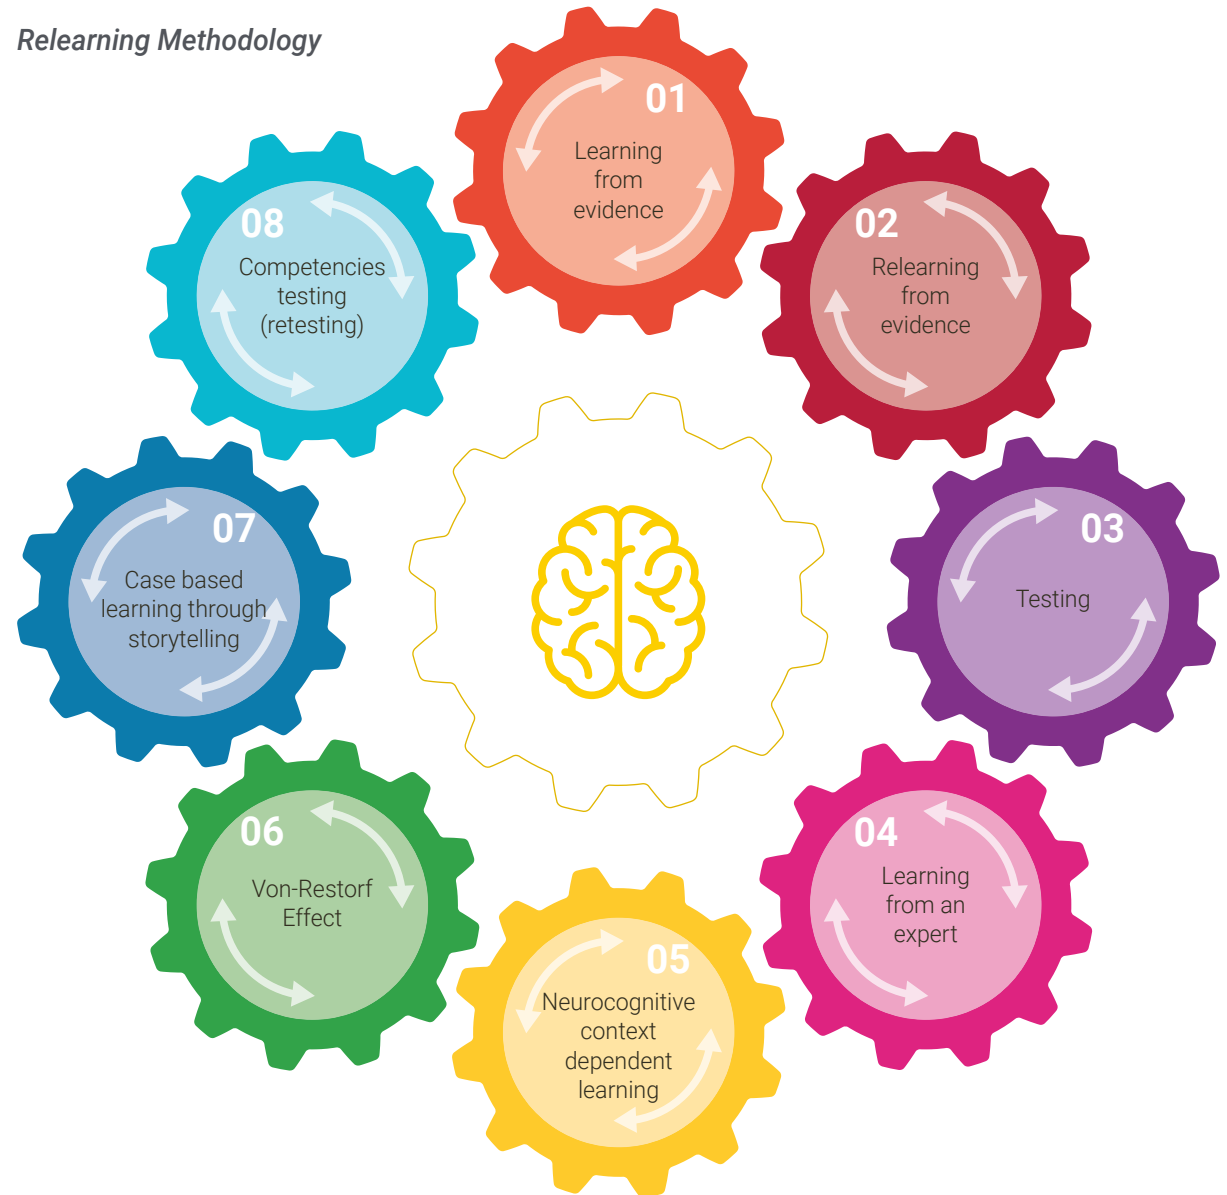 Relearning Methodology
01
Learning
from
evidence
02
Relearning
from
evidence
03
Testing
04
Learning
from an
expert
05
Neurocognitive
context
dependent
learning
06
Von-Restorf
Effect
07
Case based
learning through
storytelling
08
Competencies
testing
(retesting)